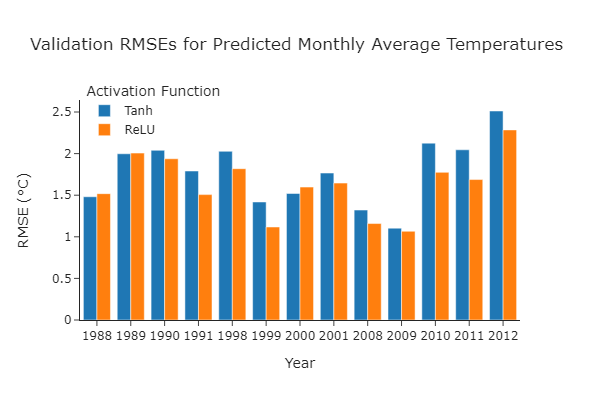 Validation RMSEs for Predicted Monthly Average Temperatures
Activation Function
Tanh
ReLU
RMSE (°C)
2.5
2
1.5
1
0.5
0
1988 1989 1990 1991 1998 1999 2000 2001 2008 2009 2010 2011 2012
Year